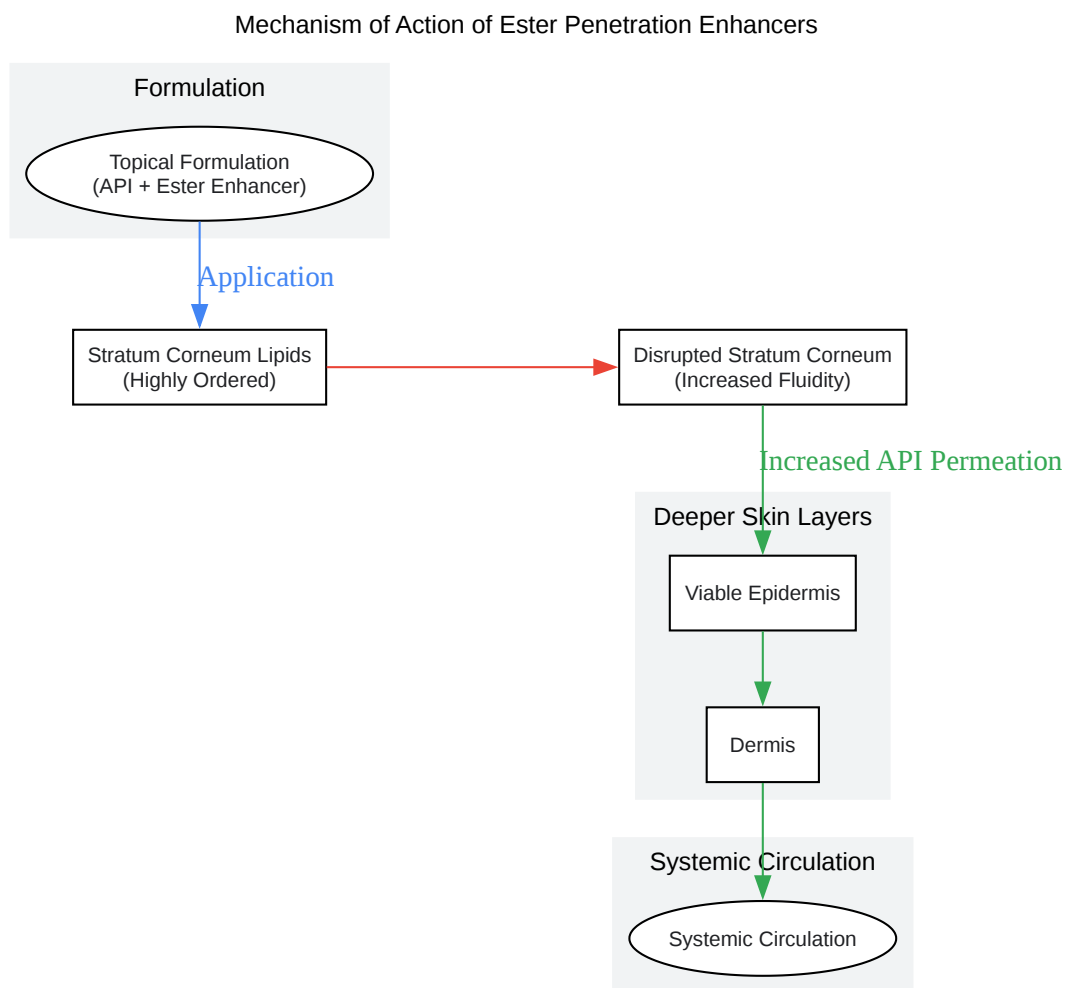 Mechanism of Action of Ester Penetration Enhancers
Formulation
Topical Formulation
(API + Ester Enhancer)
Application
Stratum Corneum Lipids
(Highly Ordered)
Disrupted Stratum Corneum
(Increased Fluidity)
Increased API Permeation
Deeper Skin Layers
Viable Epidermis
Dermis
Systemic Circulation
Systemic Circulation